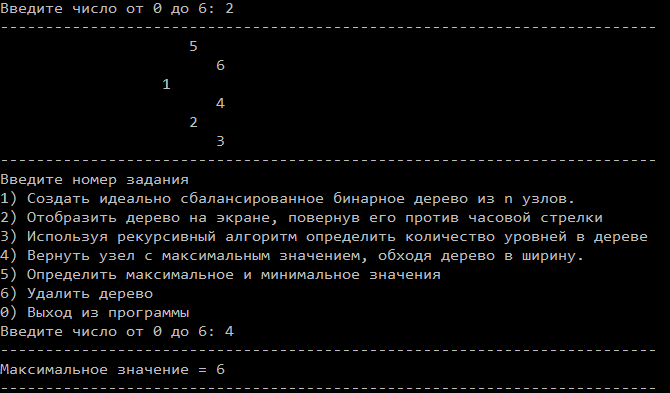 Введите число от 0 до 6: 2
-------------------------------------------------------------------------
5
6
1
4
2
3
-------------------------------------------------------------------------
Введите номер задания
1) Создать идеально сбалансированное бинарное дерево из n узлов.
2) Отобразить дерево на экране, повернув его против часовой стрелки
3) Используя рекурсивный алгоритм определить количество уровней в дереве
4) Вернуть узел с максимальным значением, обходя дерево в ширину.
5) Определить максимальное и минимальное значения
6) Удалить дерево
0) Выход из программы
Введите число от 0 до 6: 4
-------------------------------------------------------------------------
Максимальное значение = 6
-------------------------------------------------------------------------